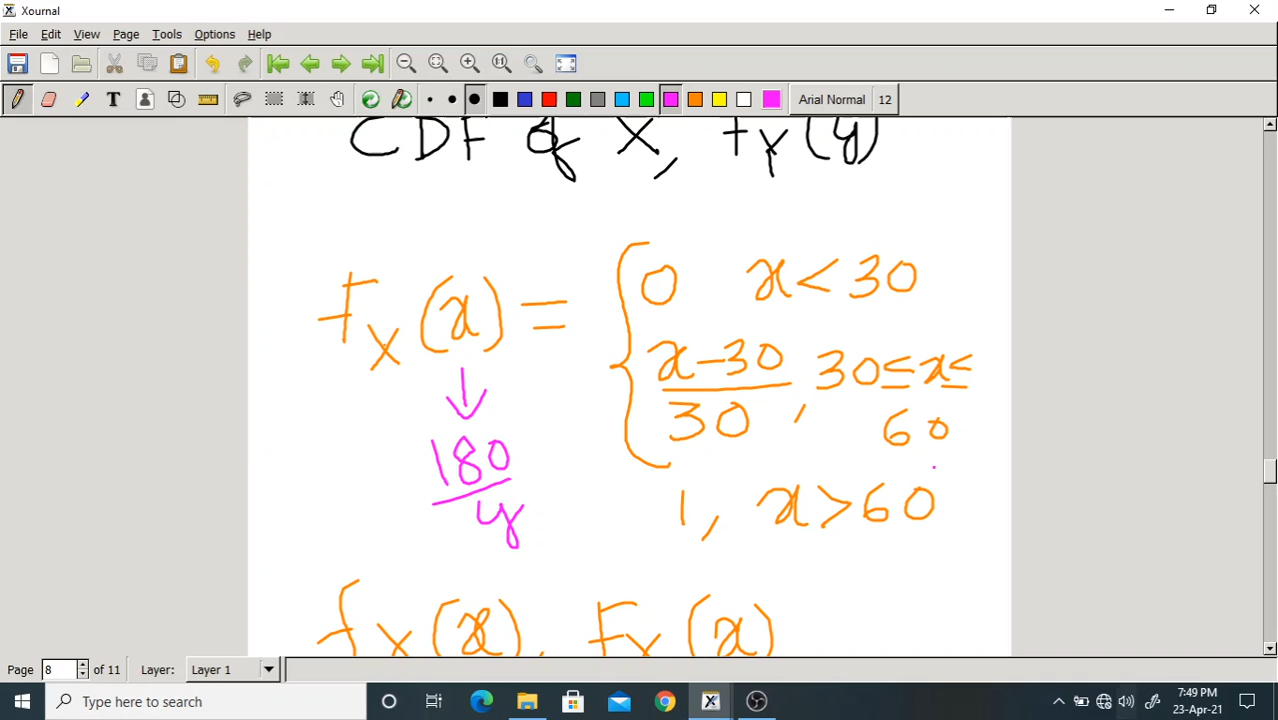 Xournal
File Edit View Page Tools Options Help
Arial Normal 12
CDF of X, FY(y)
FX(x) = { 0 x < 30
x-30/30 , 30 ≤ x ≤ 60
180/y
1, x > 60
fX(x), FX(x)
Page 8 of 11 Layer: Layer 1
Type here to search
7:49 PM
23-Apr-21